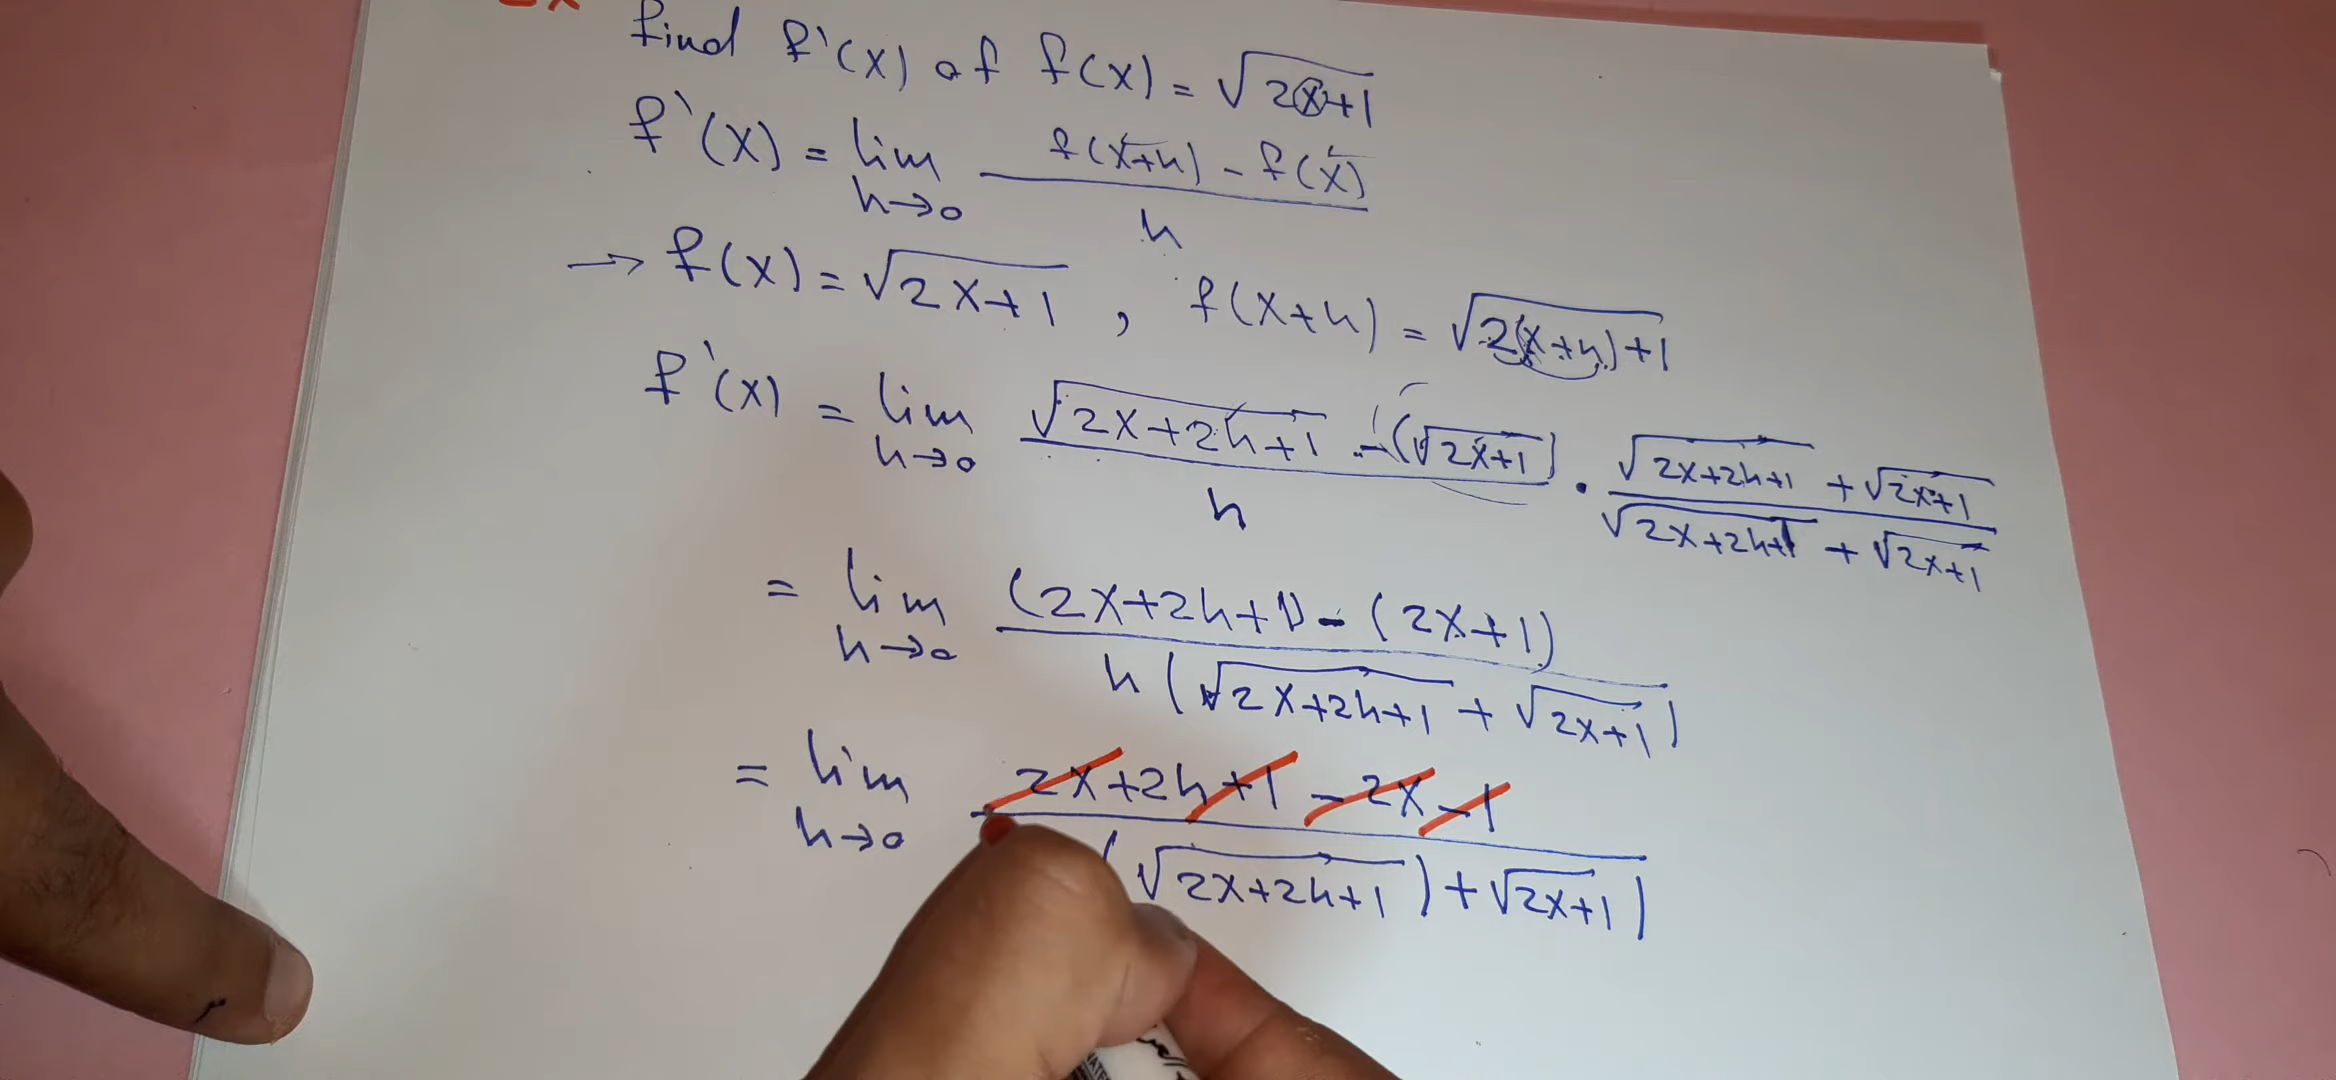 Find f'(x) of f(x) = √2x+1
f'(x) = lim h→0 f(x+h) - f(x) / h
→ f(x) = √2x+1 , f(x+h) = √2(x+h)+1
f'(x) = lim h→0 √2x+2h+1 - (√2x+1) / h · √2x+2h+1 + √2x+1 / √2x+2h+1 + √2x+1
= lim h→0 (2x+2h+1) - (2x+1) / h(√2x+2h+1 + √2x+1)
= lim h→0 2x+2h+1 - 2x - 1 / (√2x+2h+1) + √2x+1)